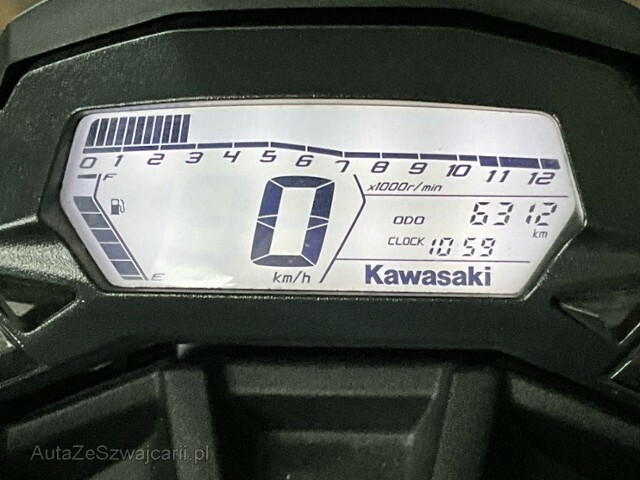 0 1 2 3 4 5 6 7 8 9 10 11 12
x1000r/min
F
E
0
km/h
ODO 6312
km
CLOCK 10 59
Kawasaki
AutaZeSzwajcarii.pl